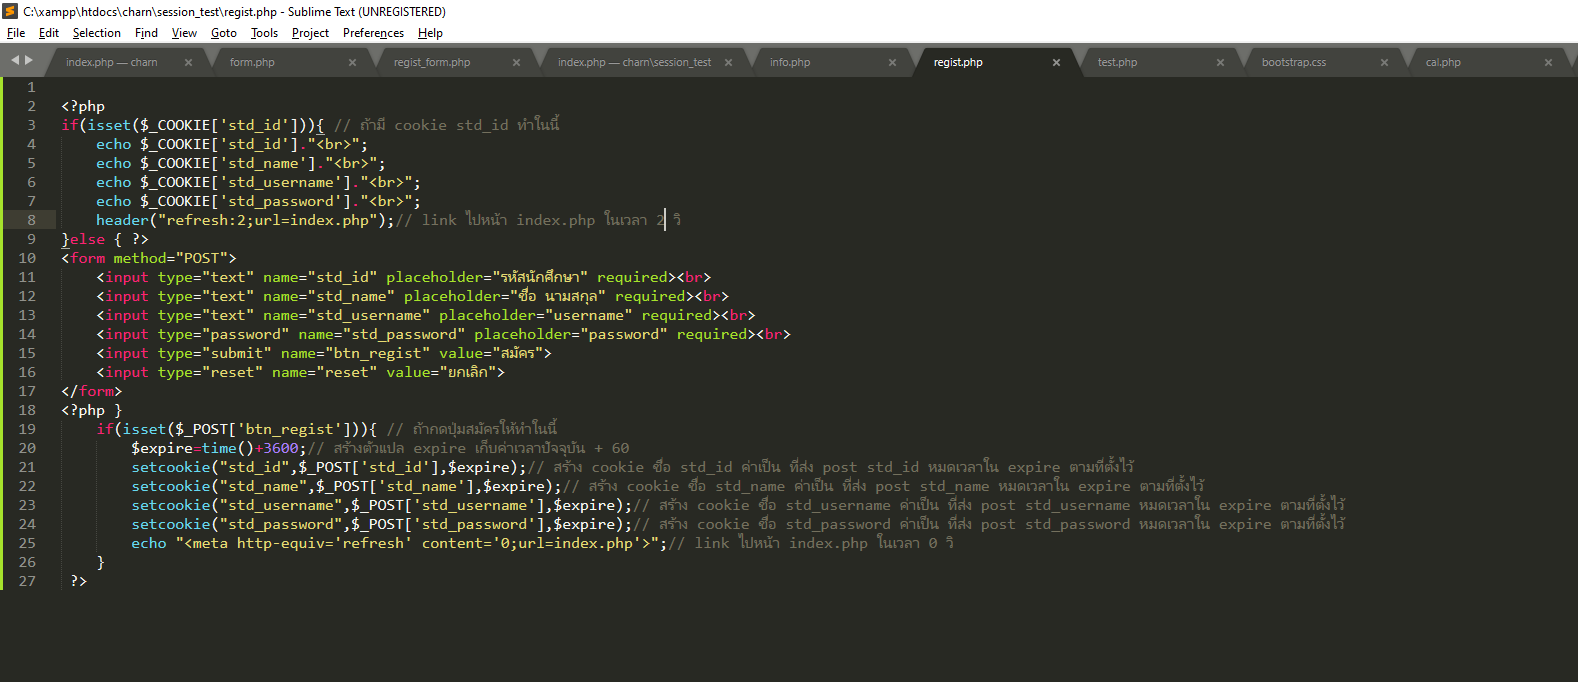 C:\xampp\htdocs\charn\session_test\regist.php - Sublime Text (UNREGISTERED)
File Edit Selection Find View Goto Tools Project Preferences Help
index.php — charn × form.php × regist_form.php × index.php — charn\session_test × info.php × regist.php × test.php × bootstrap.css × cal.php ×
1
2 <?php
3 if(isset($_COOKIE['std_id'])){ // ถ้ามี cookie std_id ทำในนี้
4 echo $_COOKIE['std_id']."<br>";
5 echo $_COOKIE['std_name']."<br>";
6 echo $_COOKIE['std_username']."<br>";
7 echo $_COOKIE['std_password']."<br>";
8 header("refresh:2;url=index.php");// link ไปหน้า index.php ในเวลา 2 วิ
9 }else { ?>
10 <form method="POST">
11 <input type="text" name="std_id" placeholder="รหัสนักศึกษา" required><br>
12 <input type="text" name="std_name" placeholder="ชื่อ นามสกุล" required><br>
13 <input type="text" name="std_username" placeholder="username" required><br>
14 <input type="password" name="std_password" placeholder="password" required><br>
15 <input type="submit" name="btn_regist" value="สมัคร">
16 <input type="reset" name="reset" value="ยกเลิก">
17 </form>
18 <?php }
19 if(isset($_POST['btn_regist'])){ // ถ้ากดปุ่มสมัครให้ทำในนี้
20 $expire=time()+3600;// สร้างตัวแปล expire เก็บค่าเวลาปัจจุบัน + 60
21 setcookie("std_id",$_POST['std_id'],$expire);// สร้าง cookie ชื่อ std_id ค่าเป็น ที่ส่ง post std_id หมดเวลาใน expire ตามที่ตั้งไว้
22 setcookie("std_name",$_POST['std_name'],$expire);// สร้าง cookie ชื่อ std_name ค่าเป็น ที่ส่ง post std_name หมดเวลาใน expire ตามที่ตั้งไว้
23 setcookie("std_username",$_POST['std_username'],$expire);// สร้าง cookie ชื่อ std_username ค่าเป็น ที่ส่ง post std_username หมดเวลาใน expire ตามที่ตั้งไว้
24 setcookie("std_password",$_POST['std_password'],$expire);// สร้าง cookie ชื่อ std_password ค่าเป็น ที่ส่ง post std_password หมดเวลาใน expire ตามที่ตั้งไว้
25 echo "<meta http-equiv='refresh' content='0;url=index.php'>";// link ไปหน้า index.php ในเวลา 0 วิ
26 }
27 ?>